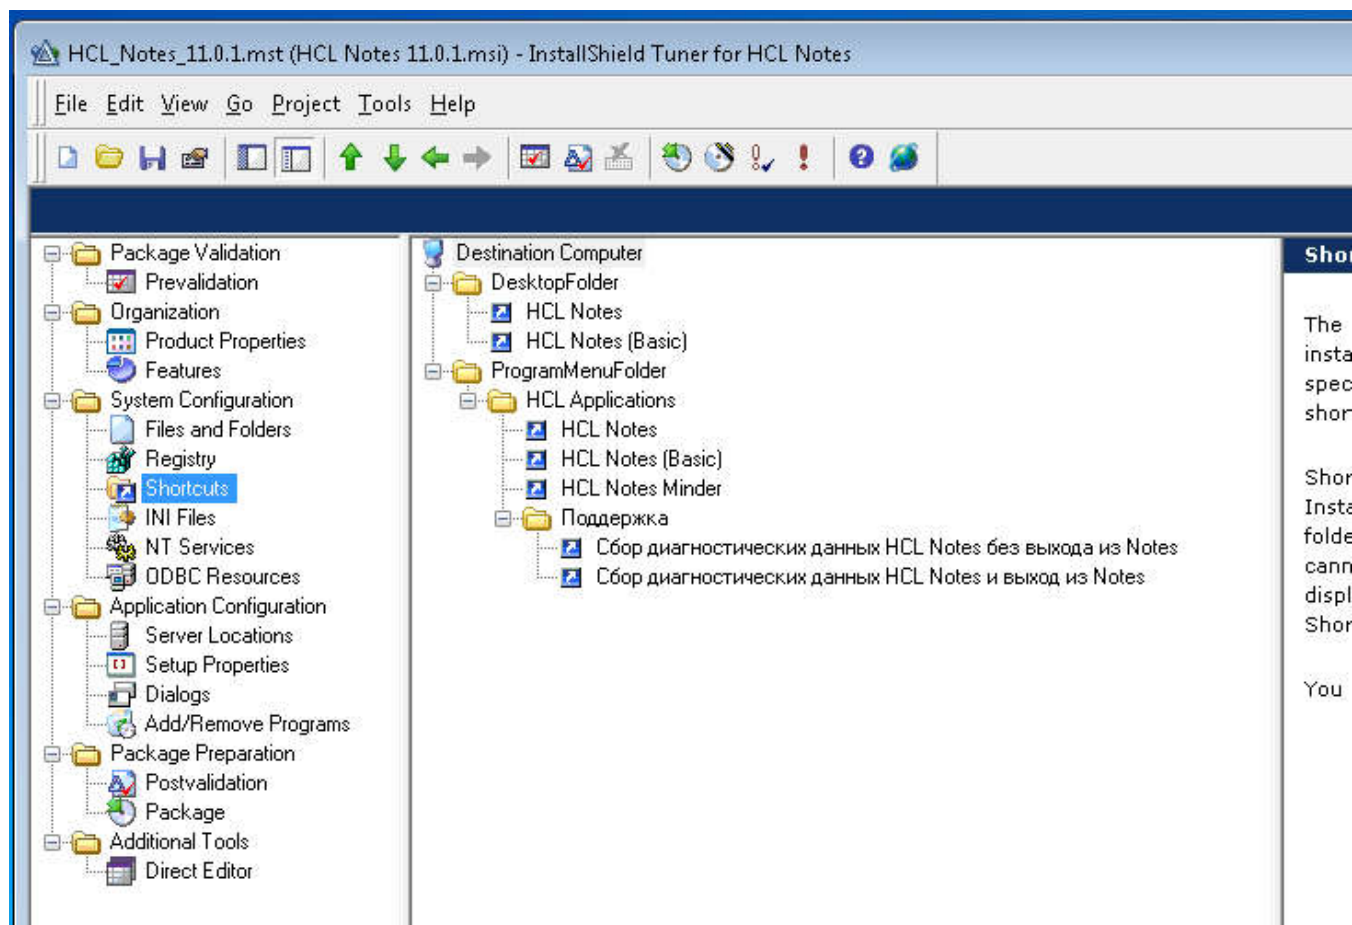 HCL_Notes_11.0.1.mst (HCL Notes 11.0.1.msi) - InstallShield Tuner for HCL Notes
File Edit View Go Project Tools Help
Package Validation
Prevalidation
Organization
Product Properties
Features
System Configuration
Files and Folders
Registry
Shortcuts
INI Files
NT Services
ODBC Resources
Application Configuration
Server Locations
Setup Properties
Dialogs
Add/Remove Programs
Package Preparation
Postvalidation
Package
Additional Tools
Direct Editor
Destination Computer
DesktopFolder
HCL Notes
HCL Notes (Basic)
ProgramMenuFolder
HCL Applications
HCL Notes
HCL Notes (Basic)
HCL Notes Minder
Поддержка
Сбор диагностических данных HCL Notes без выхода из Notes
Сбор диагностических данных HCL Notes и выход из Notes
The
You